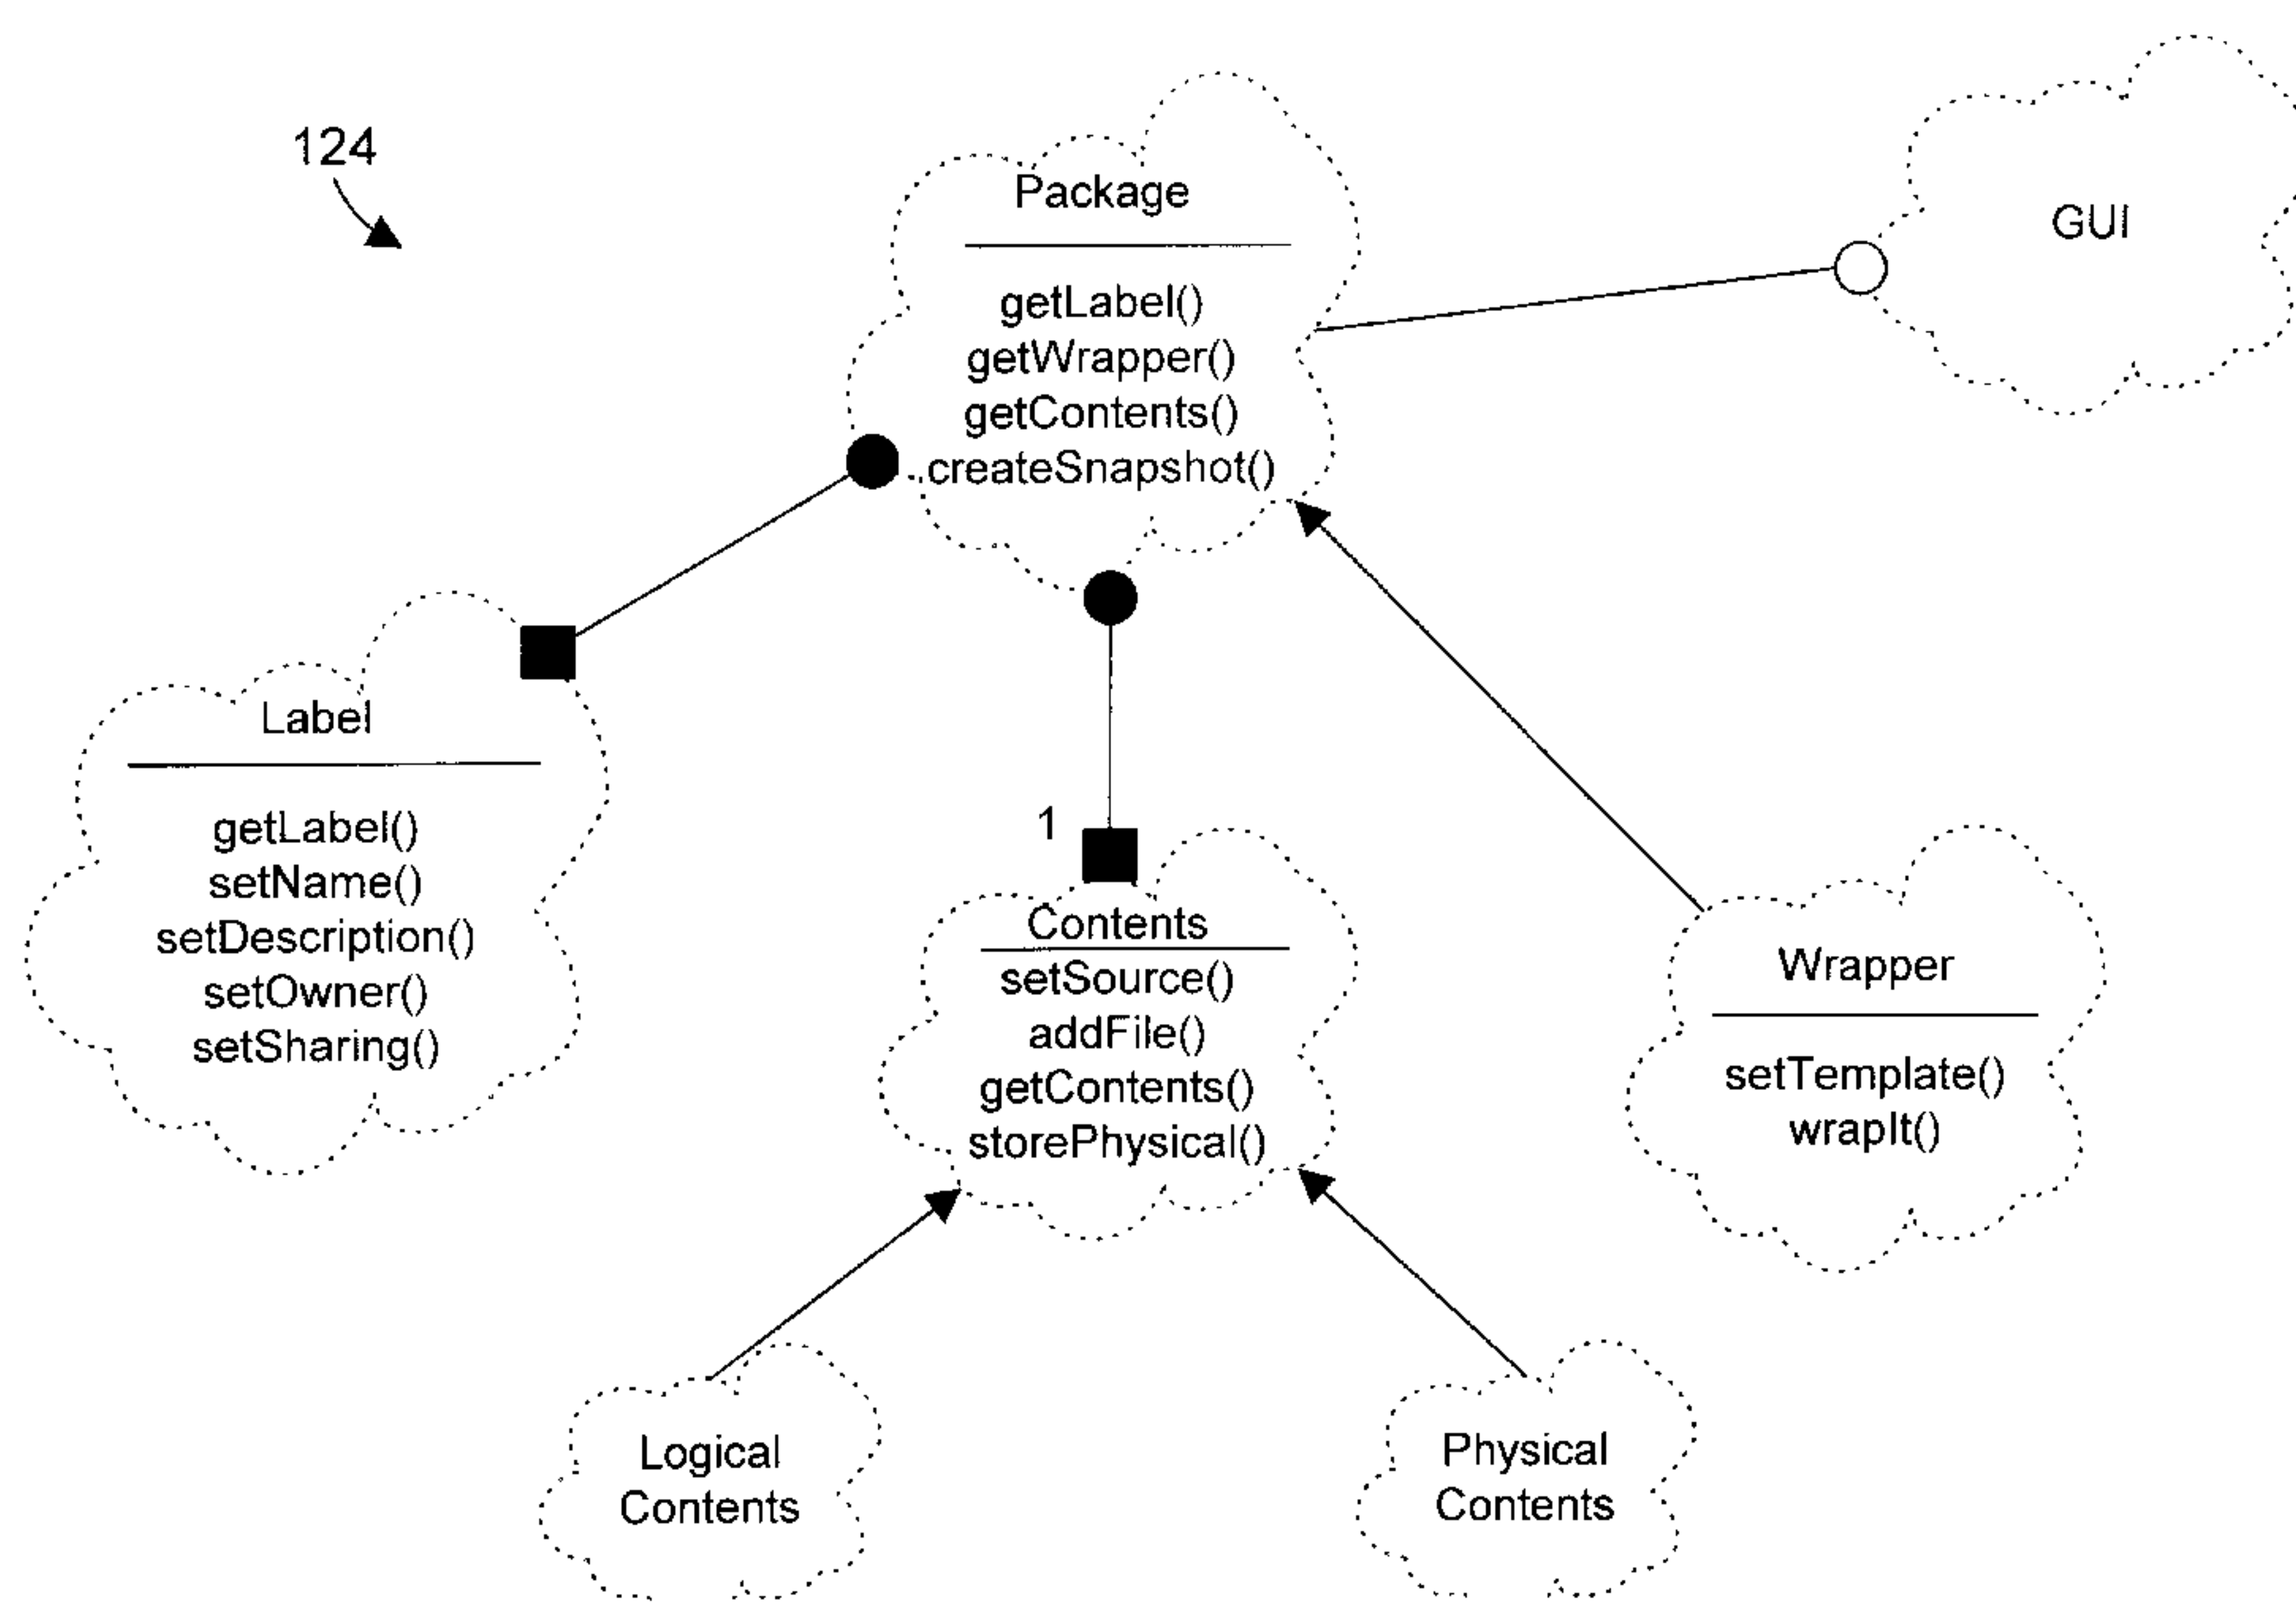 124
Package
getLabel()
getWrapper()
getContents()
createSnapshot()
GUI
Label
getLabel()
setName()
setDescription()
setOwner()
setSharing()
1
Contents
setSource()
addFile()
getContents()
storePhysical()
Wrapper
setTemplate()
wrapIt()
Logical
Contents
Physical
Contents